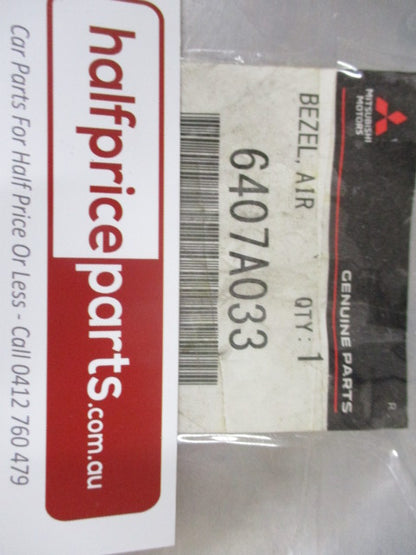 MITSUBISHI
MOTORS
GENUINE PARTS
R.
BEZEL, AIR
QTY: 1
6407A033
halfpriceparts.com.au
Car Parts For Half Price Or Less - Call 0412 760 479